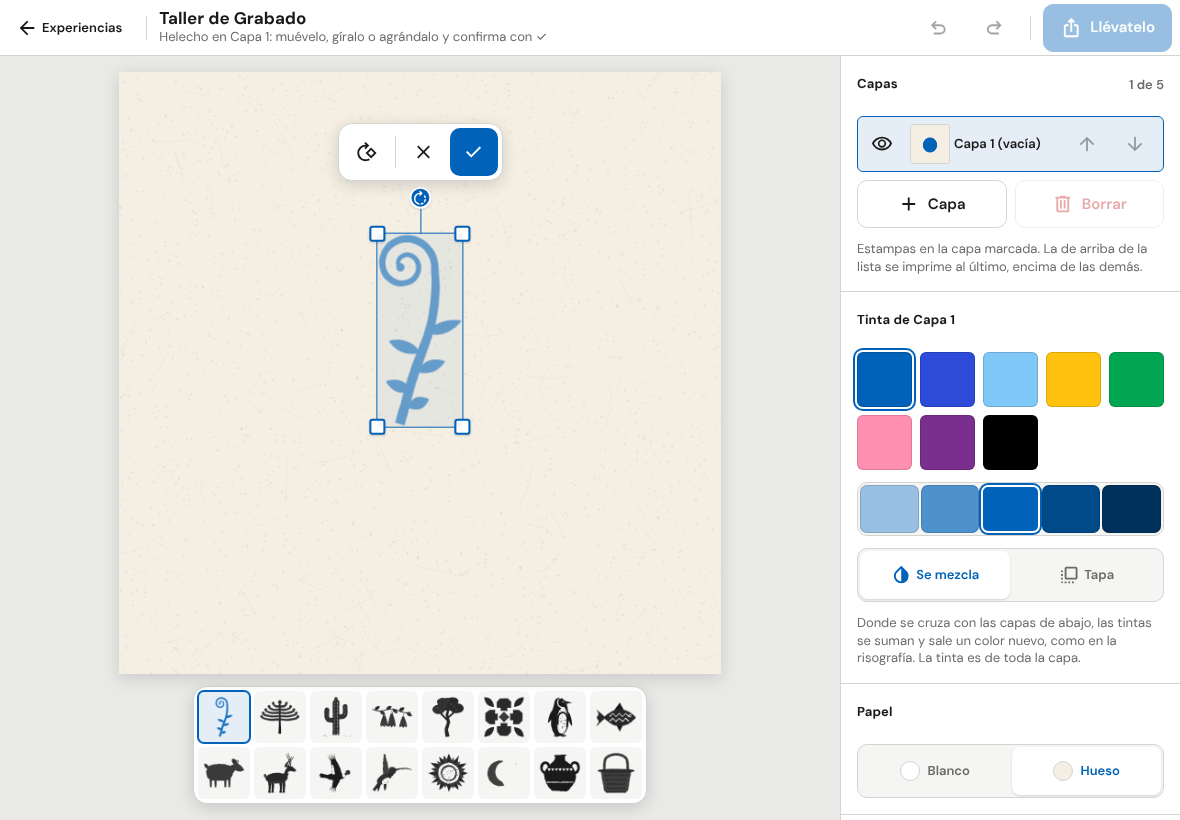 Experiencias
Taller de Grabado
Helecho en Capa 1: muévelo, gíralo o agrándalo y confirma con ✓
Llévatelo
Capas
1 de 5
Capa 1 (vacía)
Capa
Borrar
Estampas en la capa marcada. La de arriba de la
lista se imprime al último, encima de las demás.
Tinta de Capa 1
Se mezcla
Tapa
Donde se cruza con las capas de abajo, las tintas
se suman y sale un color nuevo, como en la
risografía. La tinta es de toda la capa.
Papel
Blanco
Hueso